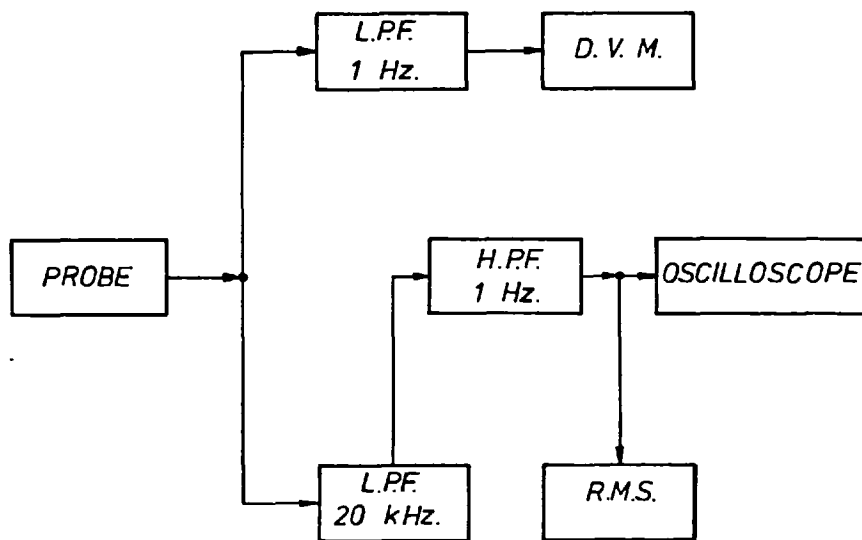 L.P.F.
1 Hz.
D. V. M.
PROBE
H.P.F.
1 Hz.
OSCILLOSCOPE
L.P.F.
20 kHz.
R.M.S.